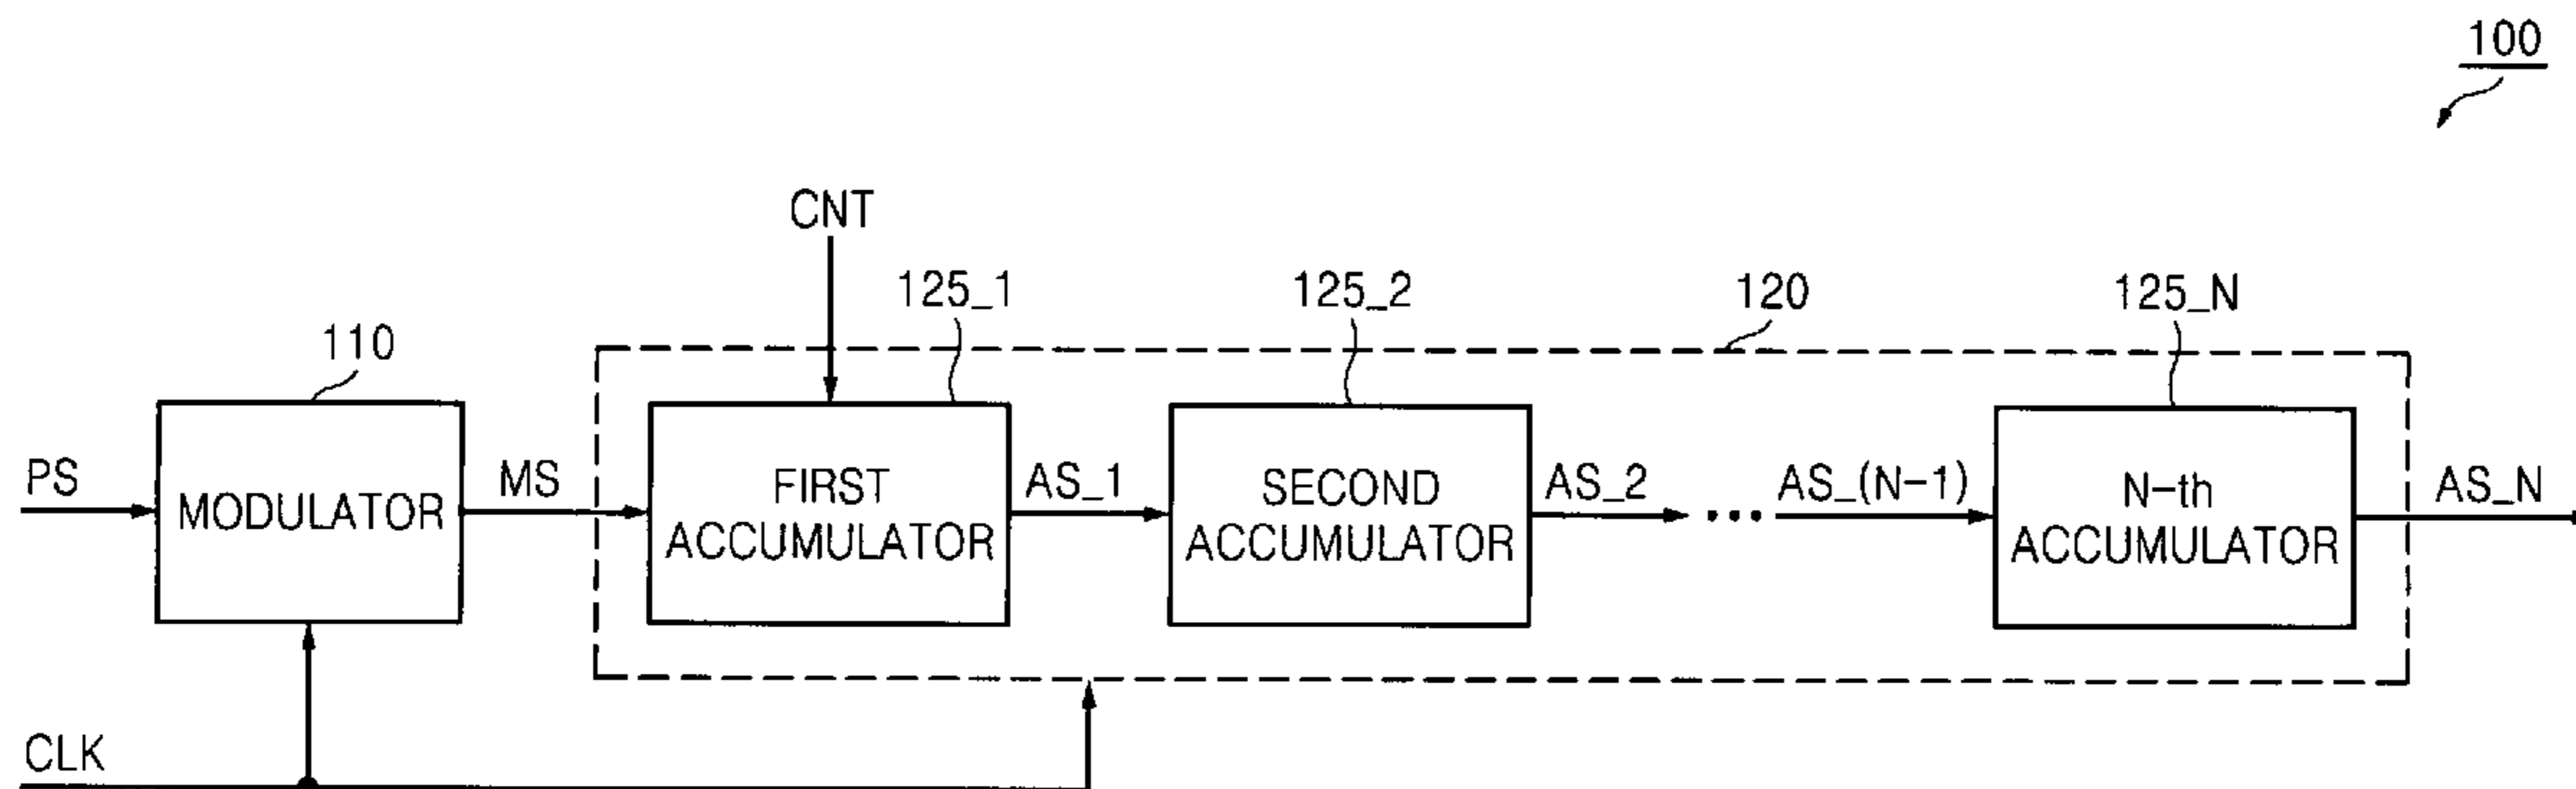 100
CNT
125_1
125_2
120
125_N
110
PS
MODULATOR
MS
FIRST
ACCUMULATOR
AS_1
SECOND
ACCUMULATOR
AS_2
•••
AS_(N-1)
N-th
ACCUMULATOR
AS_N
CLK